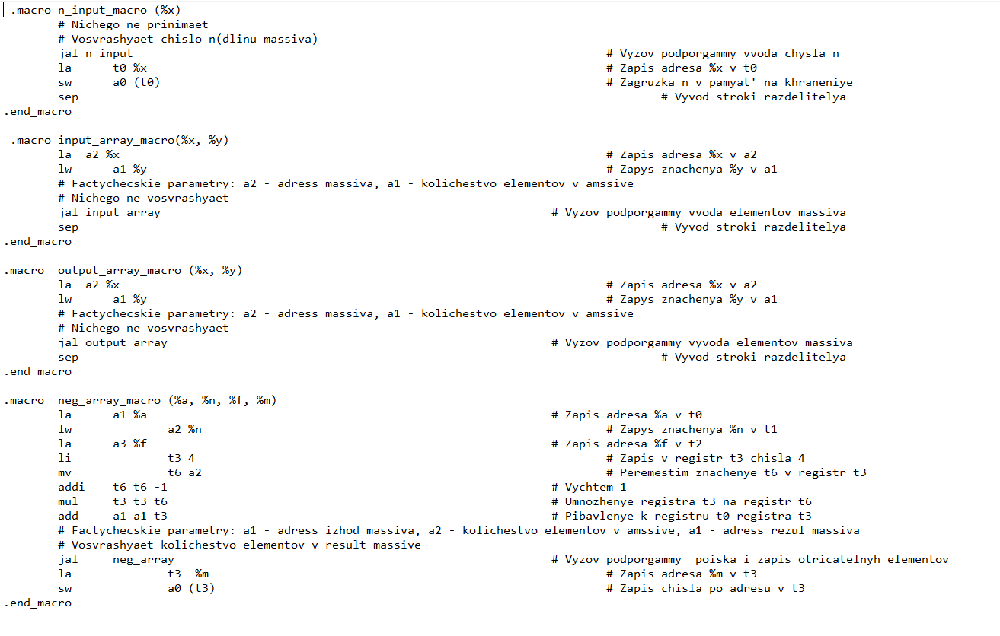 .macro n_input_macro (%x)
# Nichego ne prinimaet
# Vosvrashyaet chislo n(dlinu massiva)
jal n_input # Vyzov podporgammy vvoda chysla n
la t0 %x # Zapis adresa %x v t0
sw a0 (t0) # Zagruzka n v pamyat' na khraneniye
sep # Vyvod stroki razdelitelya
.end_macro
.macro input_array_macro(%x, %y)
la a2 %x # Zapis adresa %x v a2
lw a1 %y # Zapys znachenya %y v a1
# Factychecskie parametry: a2 - adress massiva, a1 - kolichestvo elementov v amssive
# Nichego ne vosvrashyaet
jal input_array # Vyzov podporgammy vvoda elementov massiva
sep # Vyvod stroki razdelitelya
.end_macro
.macro output_array_macro (%x, %y)
la a2 %x # Zapis adresa %x v a2
lw a1 %y # Zapys znachenya %y v a1
# Factychecskie parametry: a2 - adress massiva, a1 - kolichestvo elementov v amssive
# Nichego ne vosvrashyaet
jal output_array # Vyzov podporgammy vyvoda elementov massiva
sep # Vyvod stroki razdelitelya
.end_macro
.macro neg_array_macro (%a, %n, %f, %m)
la a1 %a # Zapis adresa %a v t0
lw a2 %n # Zapys znachenya %n v t1
la a3 %f # Zapis adresa %f v t2
li t3 4 # Zapis v registr t3 chisla 4
mv t6 a2 # Peremestim znachenye t6 v registr t3
addi t6 t6 -1 # Vychtem 1
mul t3 t3 t6 # Umnozhenye registra t3 na registr t6
add a1 a1 t3 # Pibavlenye k registru t0 registra t3
# Factychecskie parametry: a1 - adress izhod massiva, a2 - kolichestvo elementov v amssive, a1 - adress rezul massiva
# Vosvrashyaet kolichestvo elementov v result massive
jal neg_array # Vyzov podporgammy poiska i zapis otricatelnyh elementov
la t3 %m # Zapis adresa %m v t3
sw a0 (t3) # Zapis chisla po adresu v t3
.end_macro